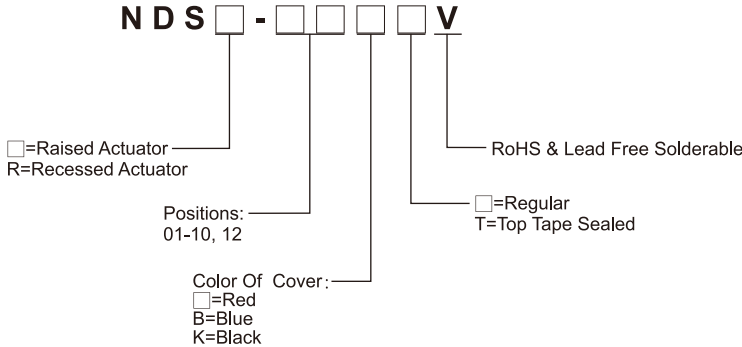 NDS□-□□□□V
□=Raised Actuator
R=Recessed Actuator
RoHS & Lead Free Solderable
Positions:
01-10, 12
□=Regular
T=Top Tape Sealed
Color Of Cover:
□=Red
B=Blue
K=Black